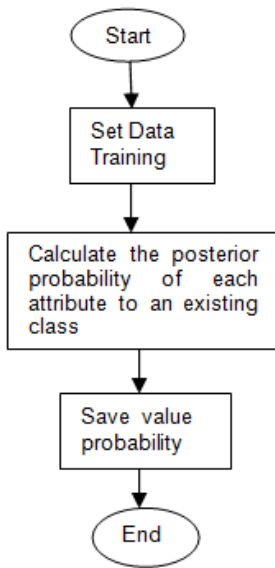 Start
Set Data
Training
Calculate the posterior
probability of each
attribute to an existing
class
Save value
probability
End